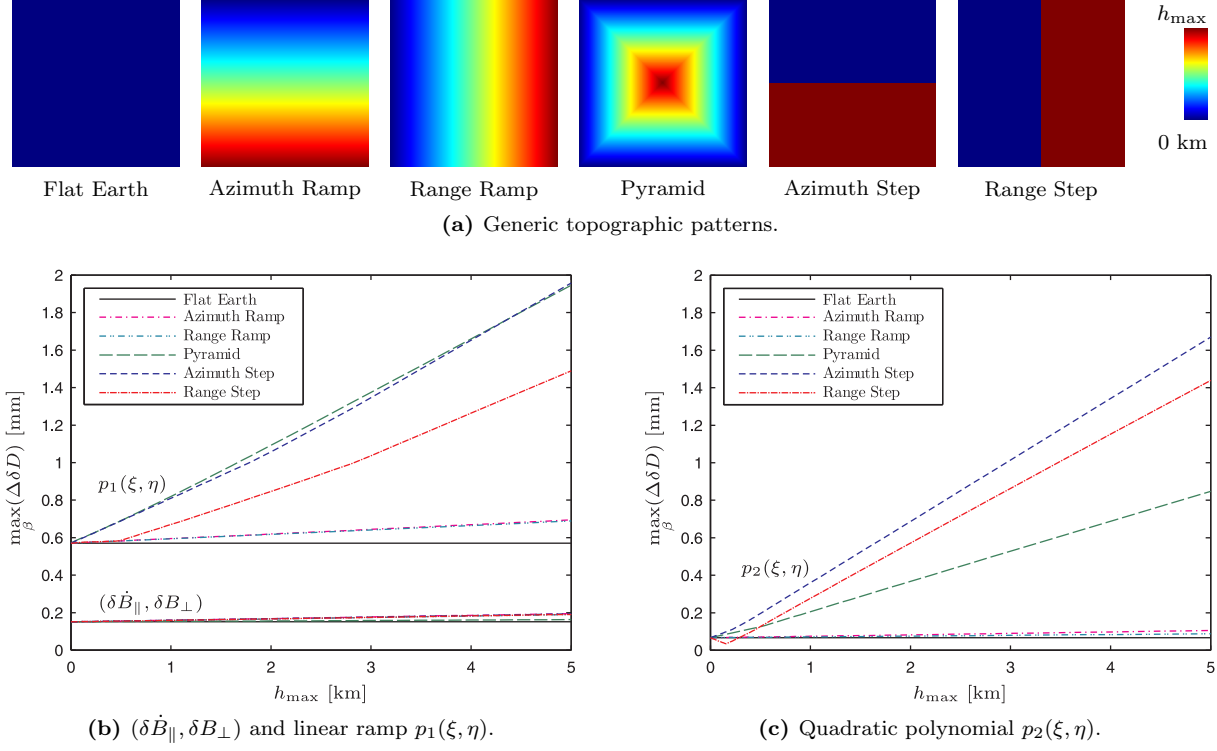 h_max
0 km
Flat Earth Azimuth Ramp Range Ramp Pyramid Azimuth Step Range Step
(a) Generic topographic patterns.
2
1.8
1.6
1.4
1.2
1
0.8
0.6
0.4
0.2
0
max_β(ΔδD) [mm]
Flat Earth
Azimuth Ramp
Range Ramp
Pyramid
Azimuth Step
Range Step
p₁(ξ, η)
(δḂ_∥, δB_⊥)
0 1 2 3 4 5
h_max [km]
(b) (δḂ_∥, δB_⊥) and linear ramp p₁(ξ, η).
2
1.8
1.6
1.4
1.2
1
0.8
0.6
0.4
0.2
0
max_β(ΔδD) [mm]
Flat Earth
Azimuth Ramp
Range Ramp
Pyramid
Azimuth Step
Range Step
p₂(ξ, η)
0 1 2 3 4 5
h_max [km]
(c) Quadratic polynomial p₂(ξ, η).